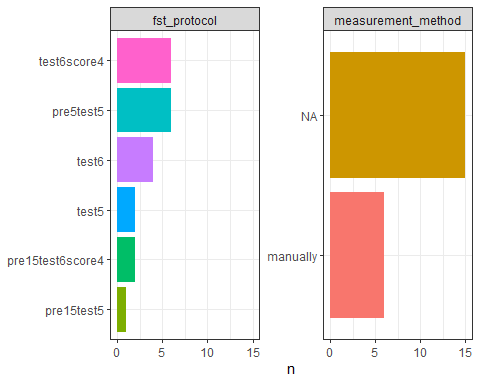 fst_protocol
test6score4
pre5test5
test6
test5
pre15test6score4
pre15test5
0 5 10 15
measurement_method
NA
manually
0 5 10 15
n